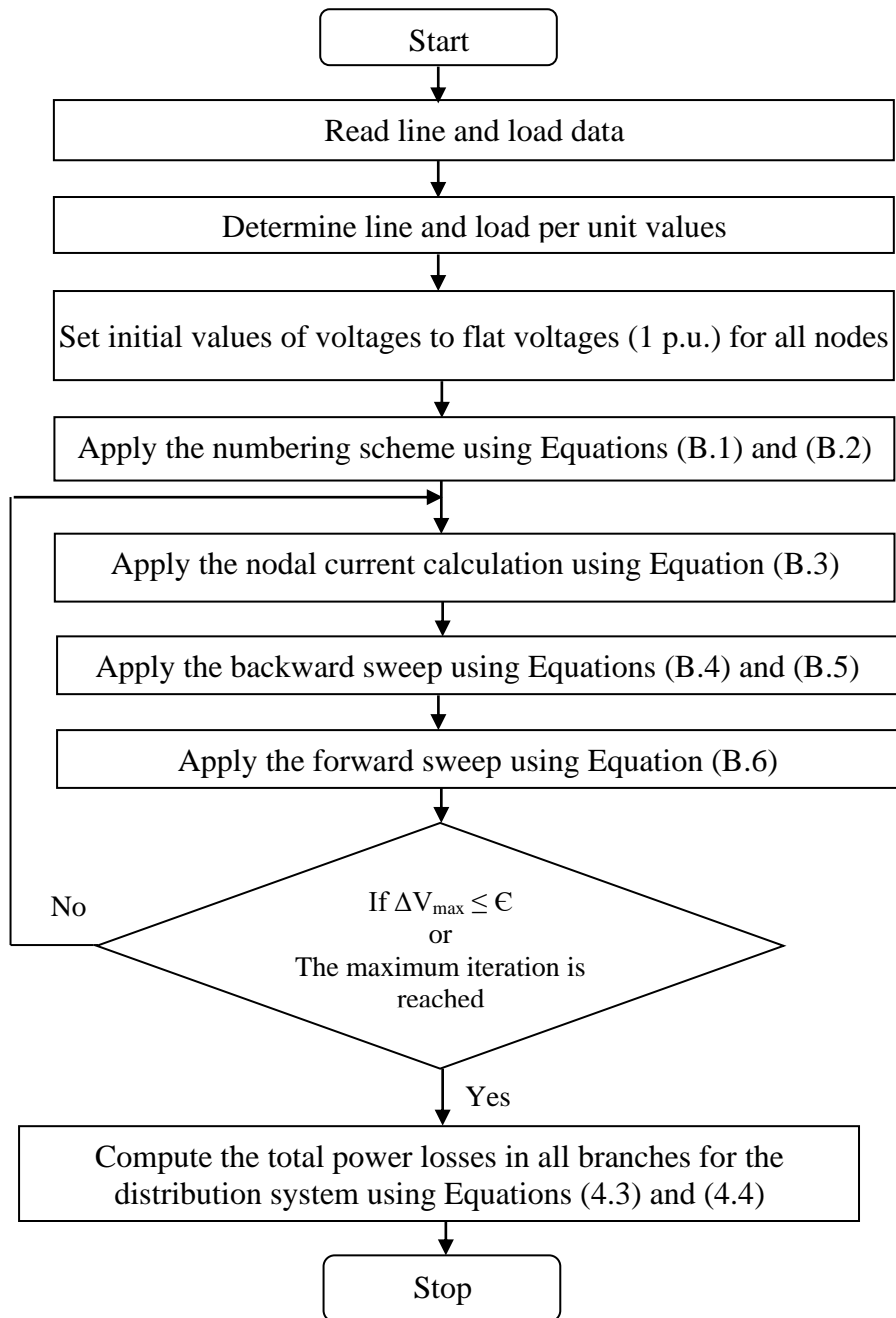 Start
Read line and load data
Determine line and load per unit values
Set initial values of voltages to flat voltages (1 p.u.) for all nodes
Apply the numbering scheme using Equations (B.1) and (B.2)
Apply the nodal current calculation using Equation (B.3)
Apply the backward sweep using Equations (B.4) and (B.5)
Apply the forward sweep using Equation (B.6)
No
If ΔVmax ≤ Є
or
The maximum iteration is
reached
Yes
Compute the total power losses in all branches for the
distribution system using Equations (4.3) and (4.4)
Stop